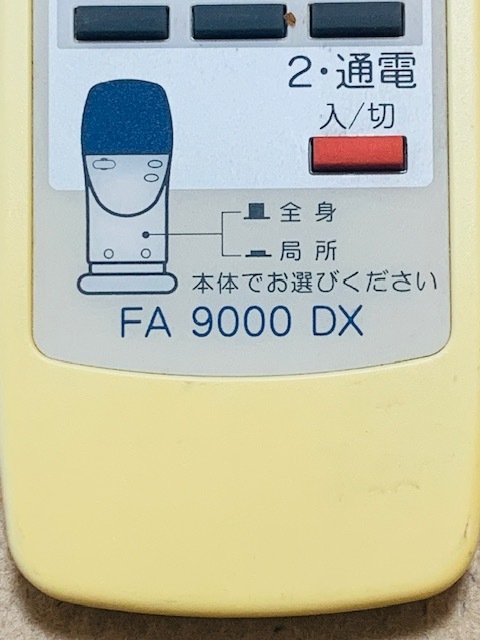 2・通電
入/切
全身
局所
本体でお選びください
FA 9000 DX